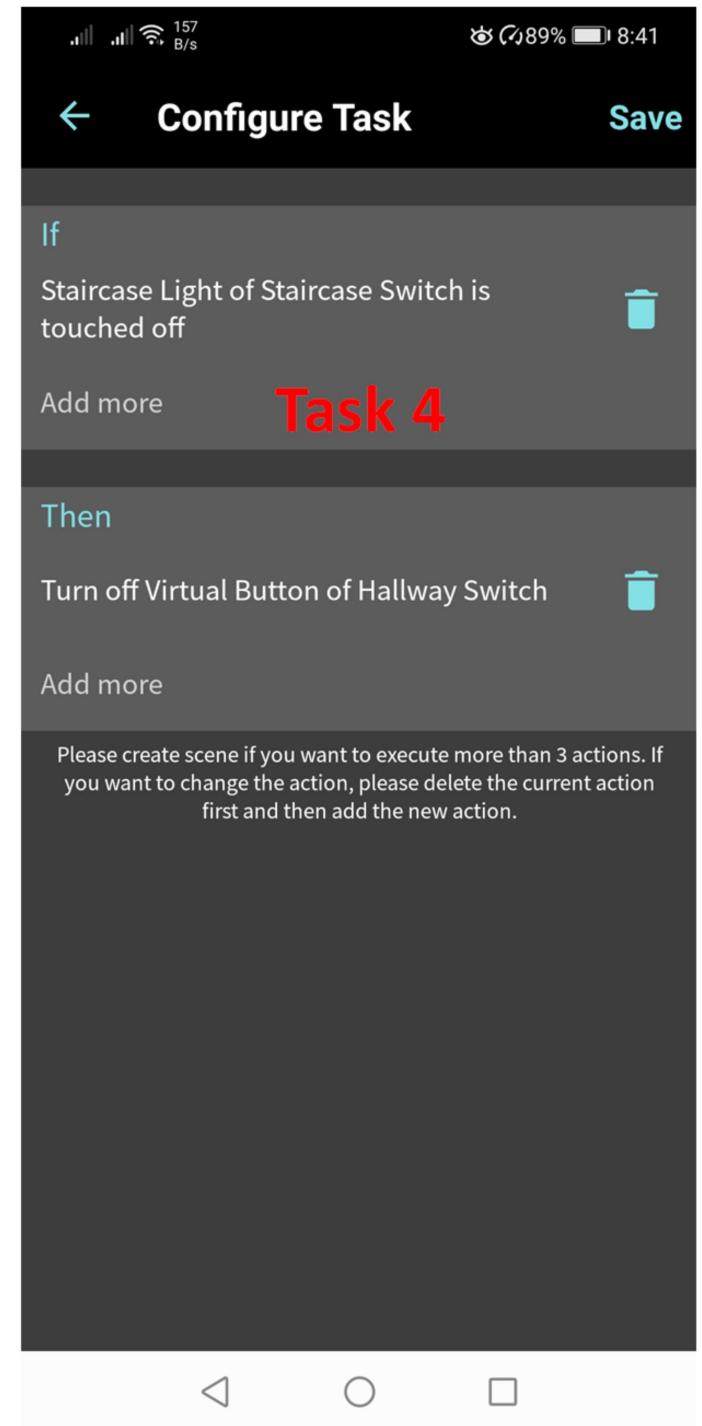 157
B/s
89%
8:41
Configure Task
Save
If
Staircase Light of Staircase Switch is
touched off
Add more
Task 4
Then
Turn off Virtual Button of Hallway Switch
Add more
Please create scene if you want to execute more than 3 actions. If
you want to change the action, please delete the current action
first and then add the new action.